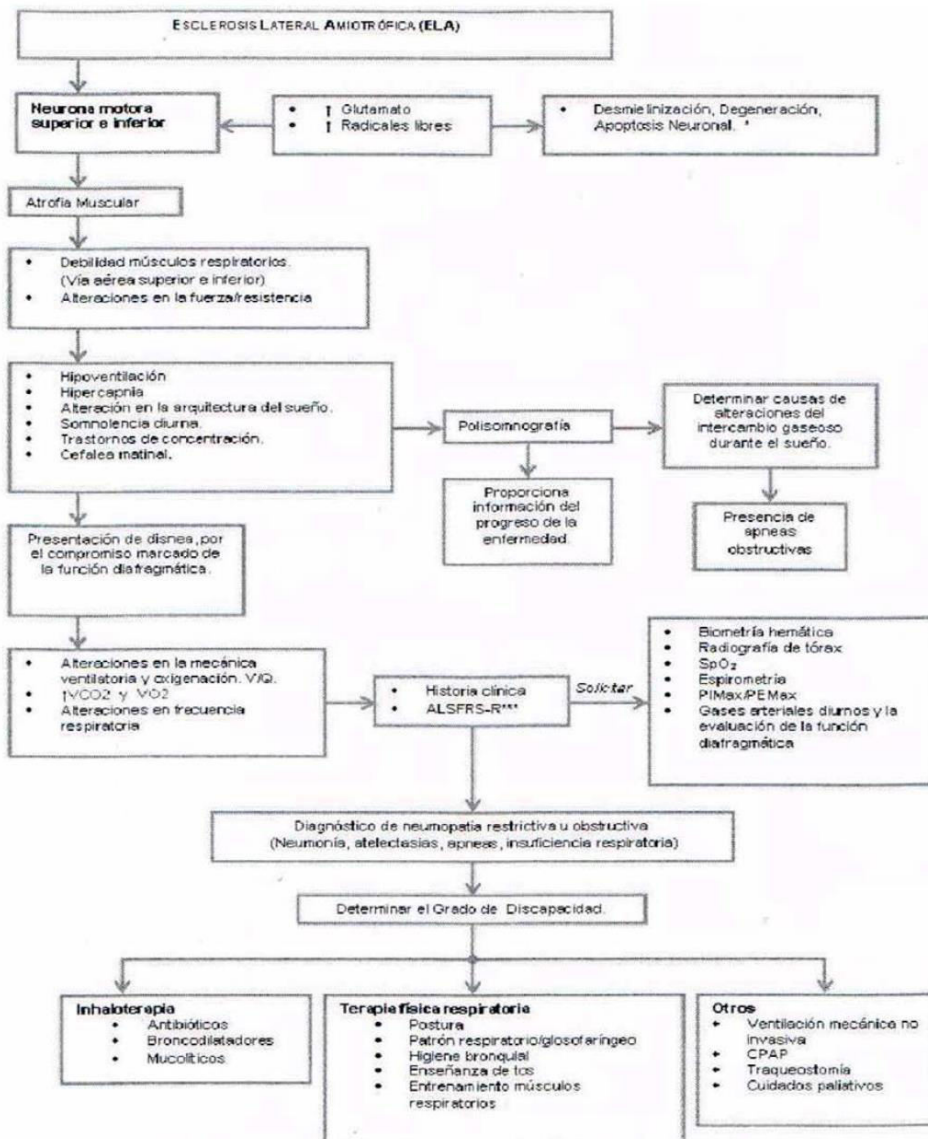 ESCLEROSIS LATERAL AMIOTRÓFICA (ELA)
Neurona motora
superior e inferior
• ↑ Glutamato
• ↑ Radicales libres
• Desmielinización, Degeneración,
Apoptosis Neuronal. *
Atrofia Muscular
• Debilidad músculos respiratorios.
(Vía aérea superior e inferior)
• Alteraciones en la fuerza/resistencia
• Hipoventilación
• Hipercapnia
• Alteración en la arquitectura del sueño.
• Somnolencia diurna.
• Trastornos de concentración.
• Cefalea matinal.
Polisomnografía
Determinar causas de
alteraciones del
intercambio gaseoso
durante el sueño.
Proporciona
información del
progreso de la
enfermedad.
Presencia de
apneas
obstructivas
Presentación de disnea, por
el compromiso marcado de
la función diafragmática.
• Alteraciones en la mecánica
ventilatoria y oxigenación. V/Q.
• ↑VCO2 y VO2
• Alteraciones en frecuencia
respiratoria
• Historia clínica
• ALSFRS-R***
Solicitar
• Biometría hemática
• Radiografía de tórax
• SpO₂
• Espirometría
• PIMax/PEMax
• Gases arteriales diurnos y la
evaluación de la función
diafragmática
Diagnóstico de neumopatía restrictiva u obstructiva
(Neumonía, atelectasias, apneas, insuficiencia respiratoria)
Determinar el Grado de Discapacidad.
Inhaloterapia
• Antibióticos
• Broncodilatadores
• Mucolíticos
Terapia física respiratoria
• Postura
• Patrón respiratorio/glosofaríngeo
• Higiene bronquial
• Enseñanza de tos
• Entrenamiento músculos
respiratorios
Otros
• Ventilación mecánica no
invasiva
• CPAP
• Traqueostomía
• Cuidados paliativos